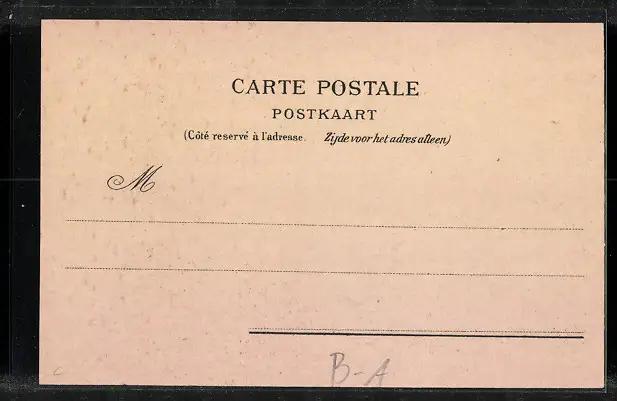 CARTE POSTALE
POSTKAART
(Côté reservé à l'adresse. Zijde voor het adres alleen)
M
B-A